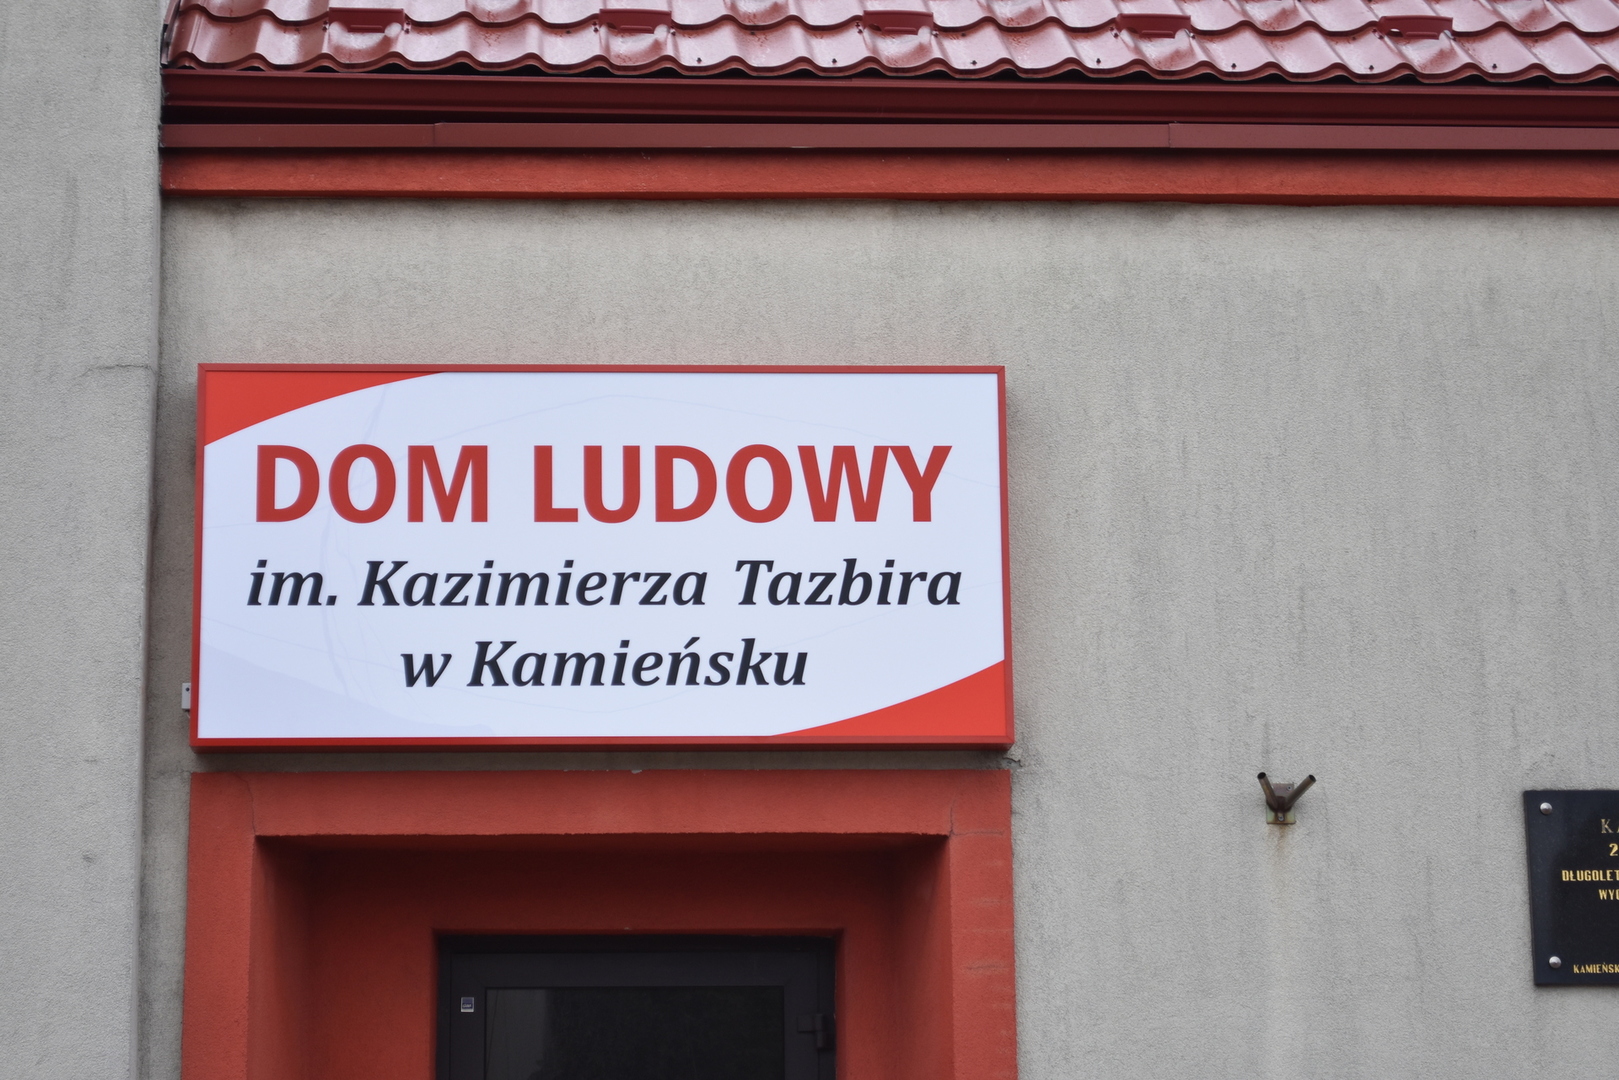 DOM LUDOWY
im. Kazimierza Tazbira
w Kamieńsku